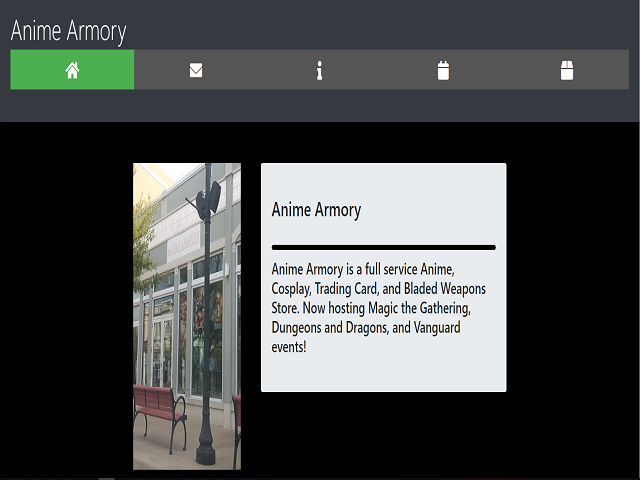 Anime Armory
Anime Armory
Anime Armory is a full service Anime,
Cosplay, Trading Card, and Bladed Weapons
Store. Now hosting Magic the Gathering,
Dungeons and Dragons, and Vanguard
events!